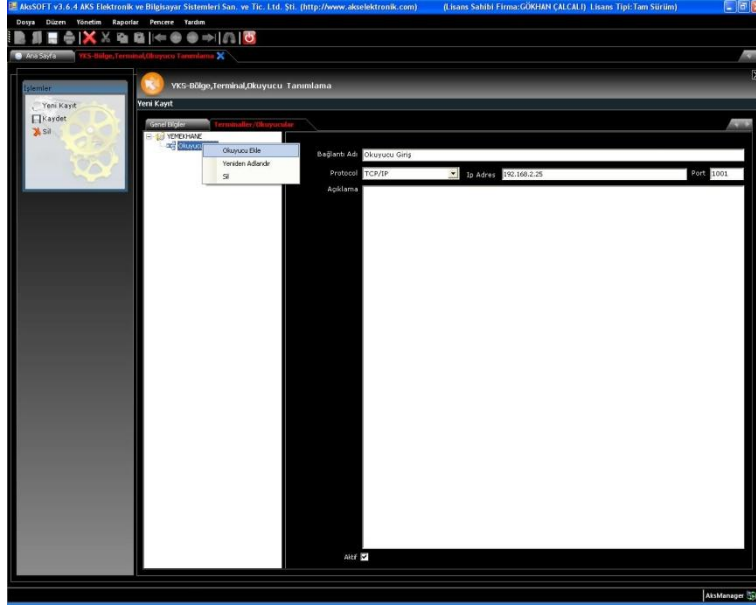 AksSOFT v3.6.4 AKS Elektronik ve Bilgisayar Sistemleri San. ve Tic. Ltd. Şti. (http://www.akselektronik.com) (Lisans Sahibi Firma:GÖKHAN ÇALCALI) Lisans Tipi:Tam Sürüm)
Dosya Düzen Yönetim Raporlar Pencere Yardım
Ana Sayfa YKS-Bölge,Terminal,Okuyucu Tanımlama
İşlemler
Yeni Kayıt
Kaydet
Sil
YKS-Bölge,Terminal,Okuyucu Tanımlama
Yeni Kayıt
Genel Bilgiler Terminaller/Okuyucular
YEMEKHANE
Okuyucu Ekle
Yeniden Adlandır
Sil
Bağlantı Adı Okuyucu Giriş
Protocol TCP/IP Ip Adres 192.168.2.25 Port 1001
Açıklama
Aktif
AksManager